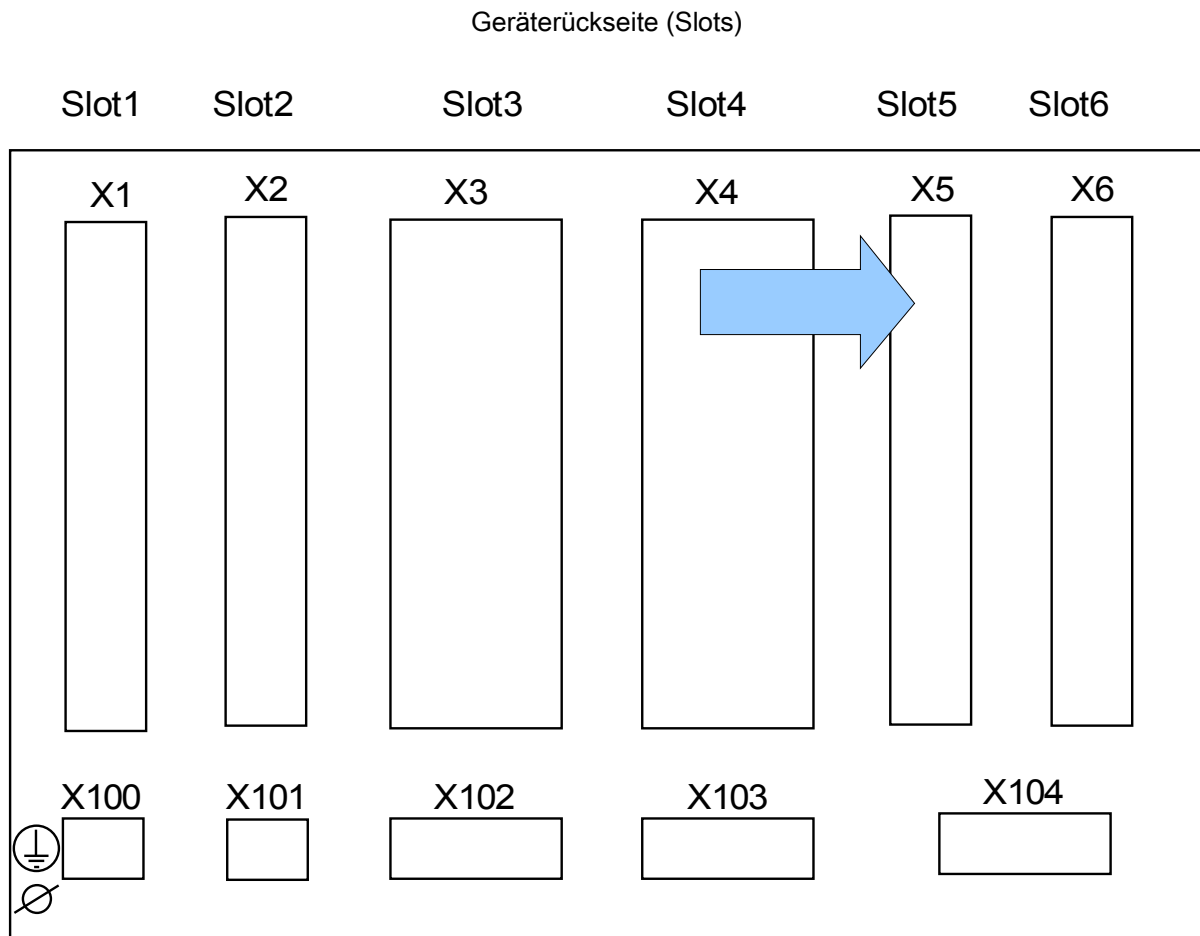 Geräterückseite (Slots)
Slot1 Slot2 Slot3 Slot4 Slot5 Slot6
X1 X2 X3 X4 X5 X6
X100 X101 X102 X103 X104